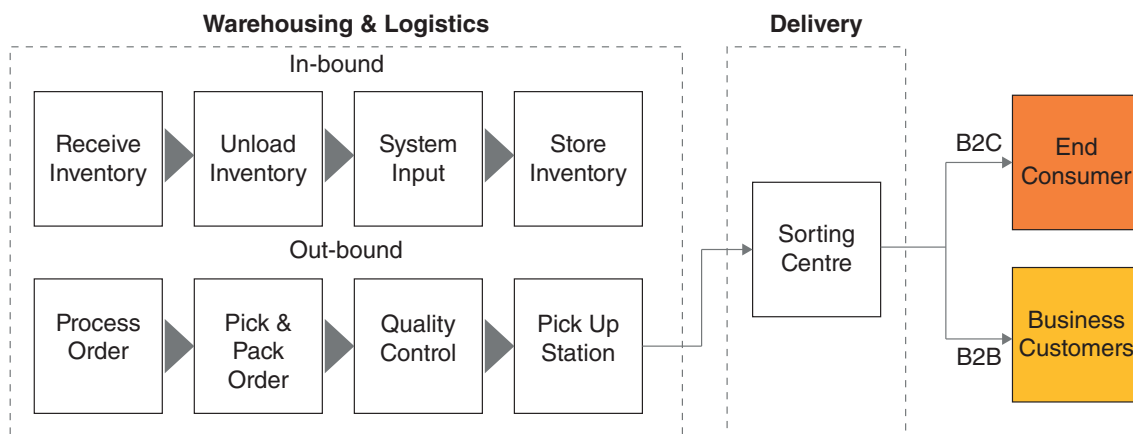 Warehousing & Logistics
Delivery
In-bound
Receive
Inventory
Unload
Inventory
System
Input
Store
Inventory
Out-bound
Process
Order
Pick &
Pack
Order
Quality
Control
Pick Up
Station
Sorting
Centre
B2C
End
Consumer
B2B
Business
Customers